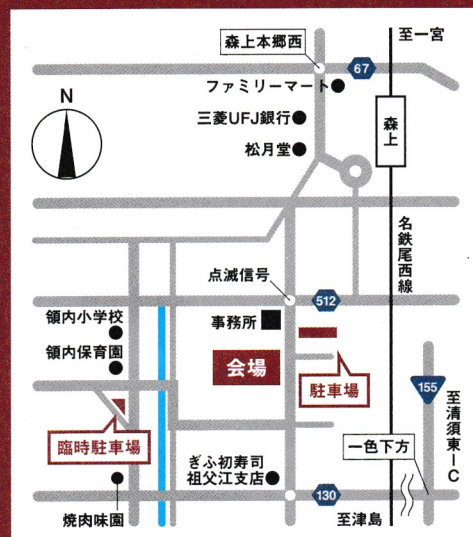 森上本郷西
至一宮
67
ファミリーマート
N
三菱UFJ銀行
森上
松月堂
名鉄尾西線
点滅信号
512
領内小学校
事務所
領内保育園
会場
駐車場
155
至清須東IC
臨時駐車場
一色下方
ぎふ初寿司
祖父江支店
130
焼肉味園
至津島